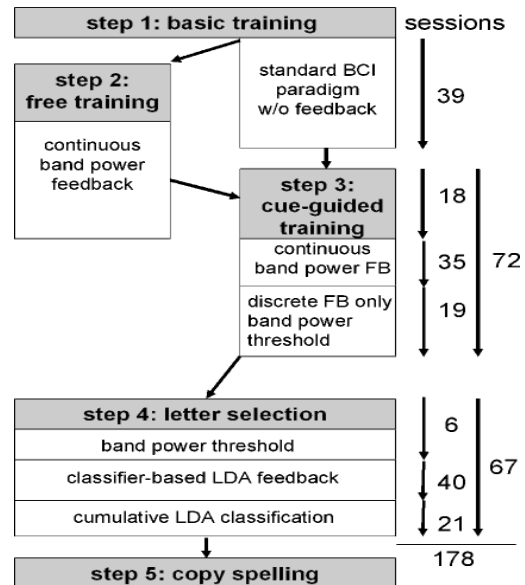 step 1: basic training
sessions
step 2:
free training
standard BCI
paradigm
w/o feedback
39
continuous
band power
feedback
step 3:
cue-guided
training
18
continuous
band power FB
35
72
discrete FB only
band power
threshold
19
step 4: letter selection
6
band power threshold
classifier-based LDA feedback
40
67
cumulative LDA classification
21
178
step 5: copy spelling